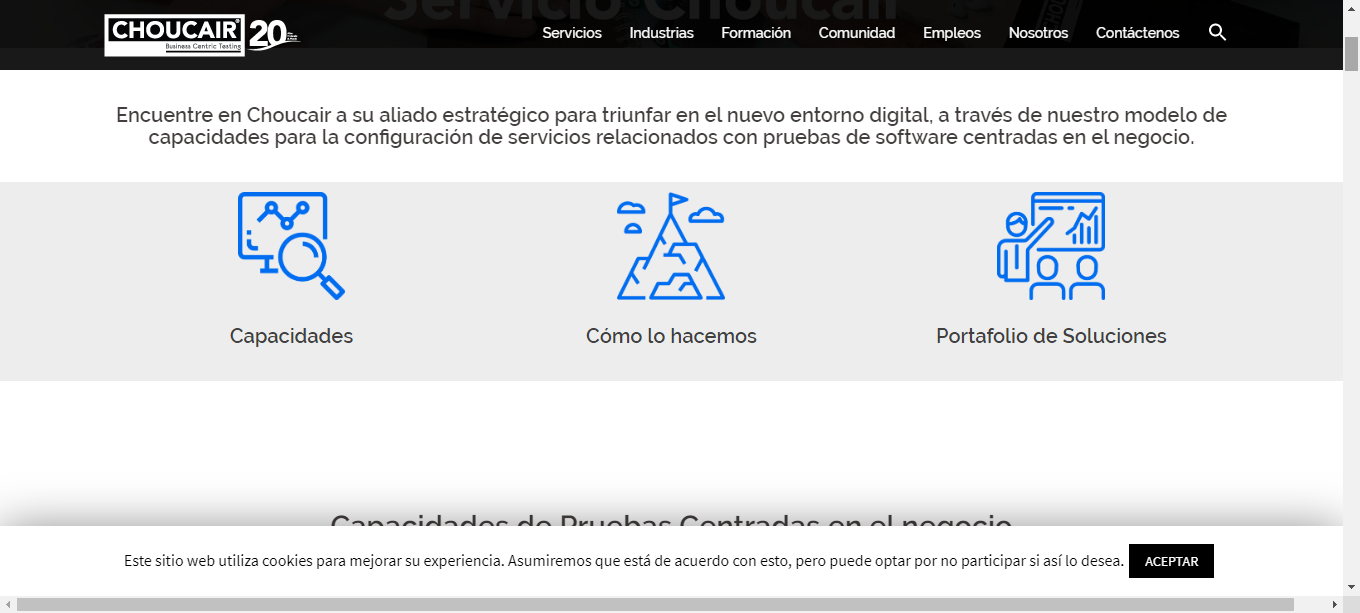 Servicio Choucair
CHOUCAIR®
Business Centric Testing
20
Servicios
Industrias
Formación
Comunidad
Empleos
Nosotros
Contáctenos
Encuentre en Choucair a su aliado estratégico para triunfar en el nuevo entorno digital, a través de nuestro modelo de
capacidades para la configuración de servicios relacionados con pruebas de software centradas en el negocio.
Capacidades
Cómo lo hacemos
Portafolio de Soluciones
Capacidades de Pruebas Centradas en el negocio
Este sitio web utiliza cookies para mejorar su experiencia. Asumiremos que está de acuerdo con esto, pero puede optar por no participar si así lo desea.
ACEPTAR